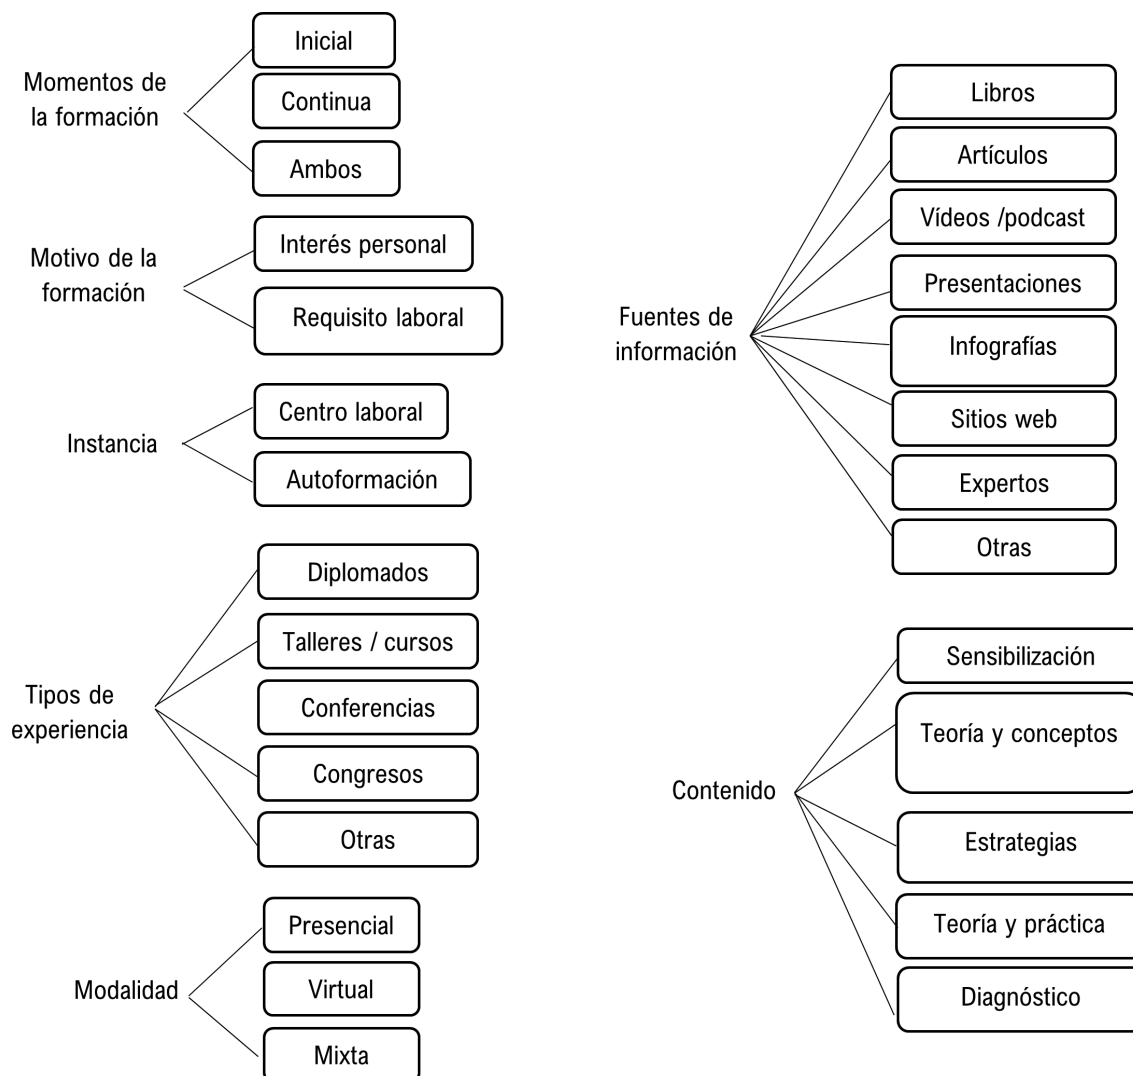 Momentos de
la formación
Inicial
Continua
Ambos
Motivo de la
formación
Interés personal
Requisito laboral
Instancia
Centro laboral
Autoformación
Tipos de
experiencia
Diplomados
Talleres / cursos
Conferencias
Congresos
Otras
Modalidad
Presencial
Virtual
Mixta
Fuentes de
información
Libros
Artículos
Vídeos /podcast
Presentaciones
Infografías
Sitios web
Expertos
Otras
Contenido
Sensibilización
Teoría y conceptos
Estrategias
Teoría y práctica
Diagnóstico